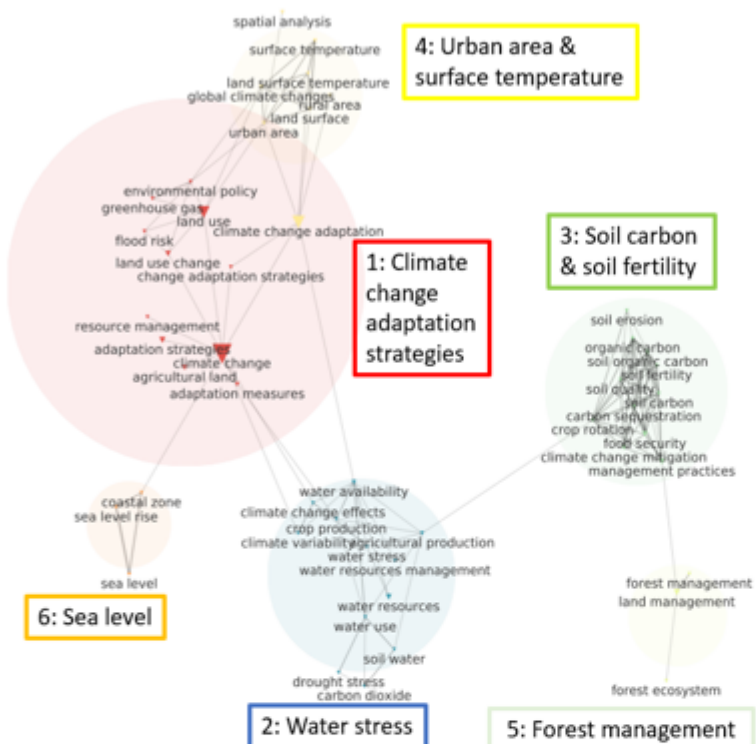 spatial analysis
surface temperature
land surface temperature
global climate changes
rural area
land surface
urban area
4: Urban area &
surface temperature
environmental policy
greenhouse gas
land use
climate change adaptation
flood risk
land use change
change adaptation strategies
resource management
adaptation strategies
climate change
agricultural land
adaptation measures
1: Climate
change
adaptation
strategies
3: Soil carbon
& soil fertility
soil erosion
organic carbon
soil organic carbon
soil fertility
soil quality
soil carbon
carbon sequestration
crop rotation
food security
climate change mitigation
management practices
coastal zone
sea level rise
sea level
6: Sea level
water availability
climate change effects
crop production
climate variability
agricultural production
water stress
water resources management
water resources
water use
soil water
drought stress
carbon dioxide
2: Water stress
forest management
land management
forest ecosystem
5: Forest management